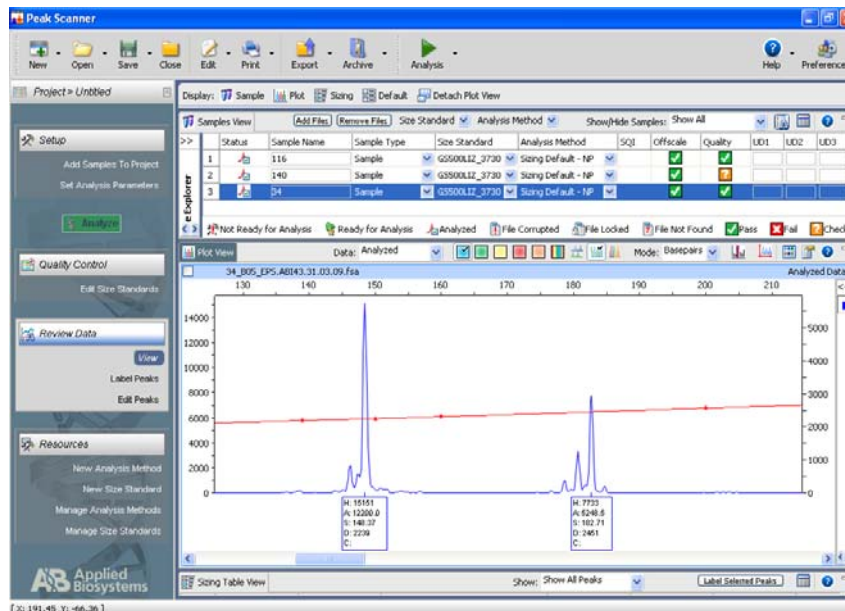 Peak Scanner
New Open Save Close Edit Print Export Archive Analysis Help Preference
Project > Untitled
Display: Sample Plot Sizing Default Detach Plot View
Samples View Add Files Remove Files Size Standard Analysis Method Show/Hide Samples: Show All
>> Status Sample Name Sample Type Size Standard Analysis Method SQI Offscale Quality UD1 UD2 UD3
1 116 Sample GS500LIZ_3730 Sizing Default - NP
2 140 Sample GS500LIZ_3730 Sizing Default - NP
3 34 Sample GS500LIZ_3730 Sizing Default - NP
e Explorer
Not Ready for Analysis Ready for Analysis Analyzed File Corrupted File Locked File Not Found Pass Fail Check
Setup
Add Samples To Project
Set Analysis Parameters
Analyze
Quality Control
Edit Size Standards
Review Data
View
Label Peaks
Edit Peaks
Resources
New Analysis Method
New Size Standard
Manage Analysis Methods
Manage Size Standards
AB Applied Biosystems
Plot View Data: Analyzed Mode: Basepairs
34_B05_EPS.ABI43.31.03.09.fsa Analyzed Data
130 140 150 160 170 180 190 200 210
14000
12000
10000
8000
6000
4000
2000
0
5000
4000
3000
2000
1000
0
H: 15151
A: 12200.0
S: 148.37
D: 2239
C:
H: 7733
A: 6248.5
S: 182.71
D: 2451
C:
Sizing Table View Show: Show All Peaks Label Selected Peaks
[ X: 191.45 Y: -66.36 ]